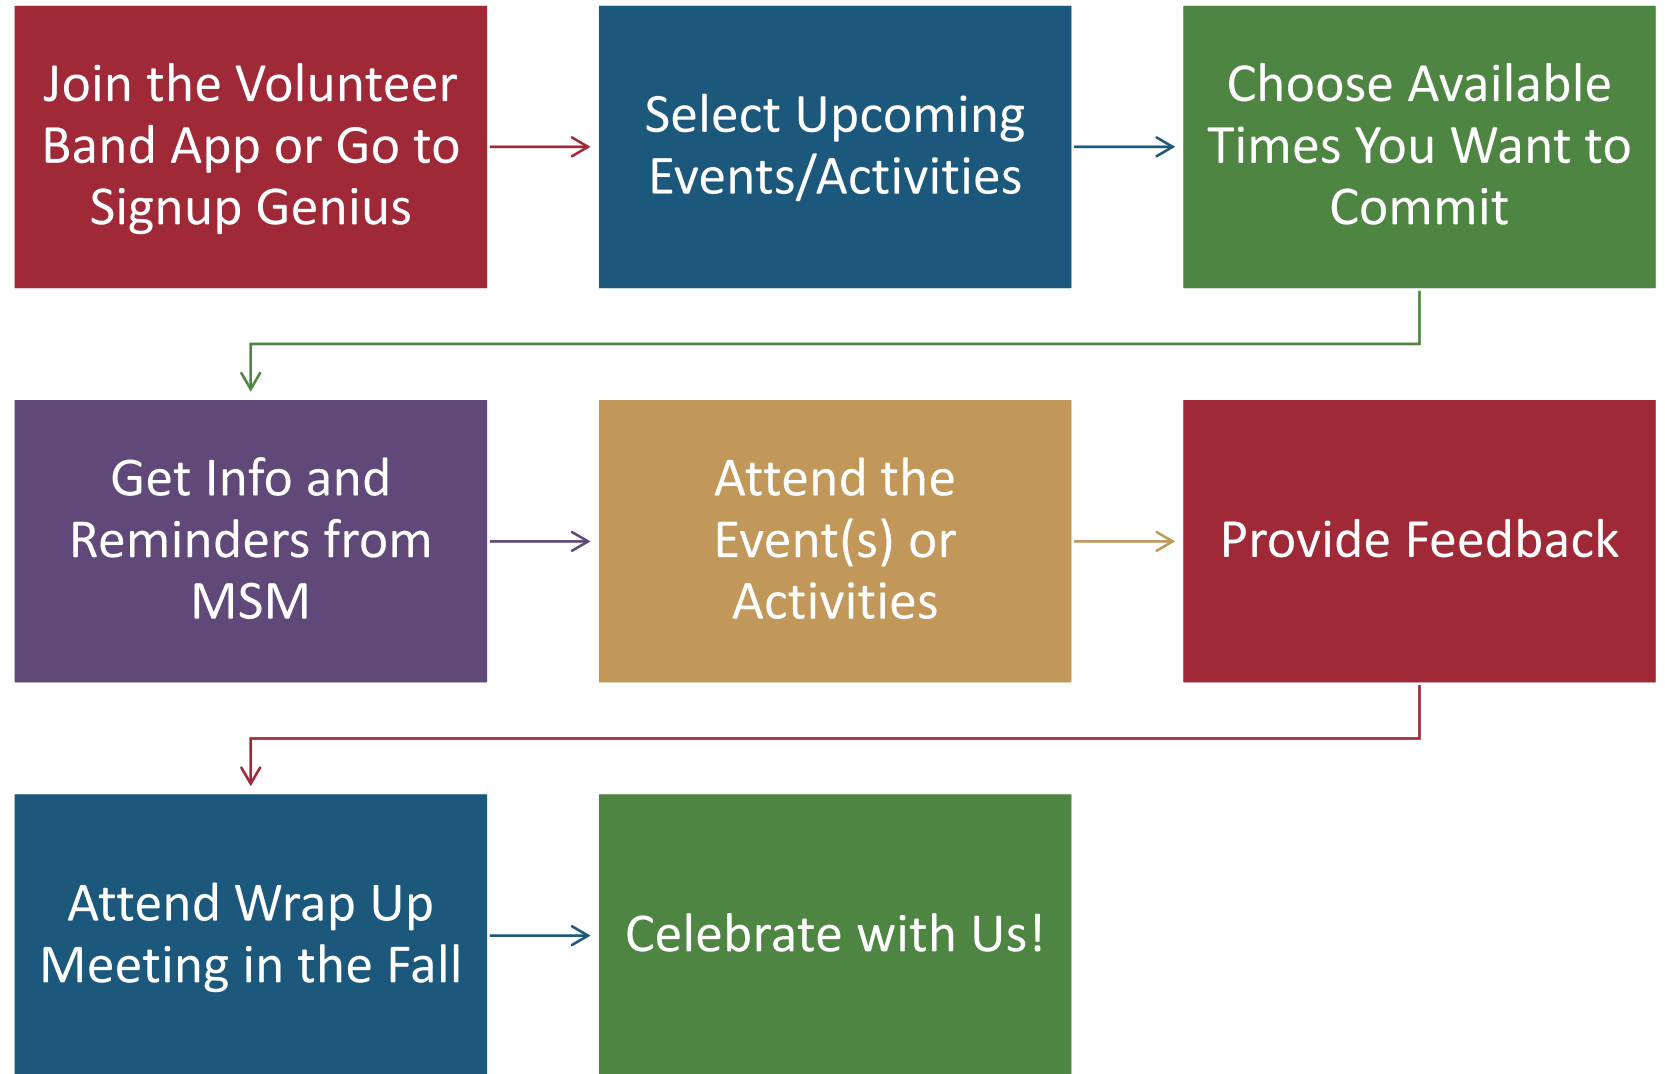 Join the Volunteer
Band App or Go to
Signup Genius
Select Upcoming
Events/Activities
Choose Available
Times You Want to
Commit
Get Info and
Reminders from
MSM
Attend the
Event(s) or
Activities
Provide Feedback
Attend Wrap Up
Meeting in the Fall
Celebrate with Us!